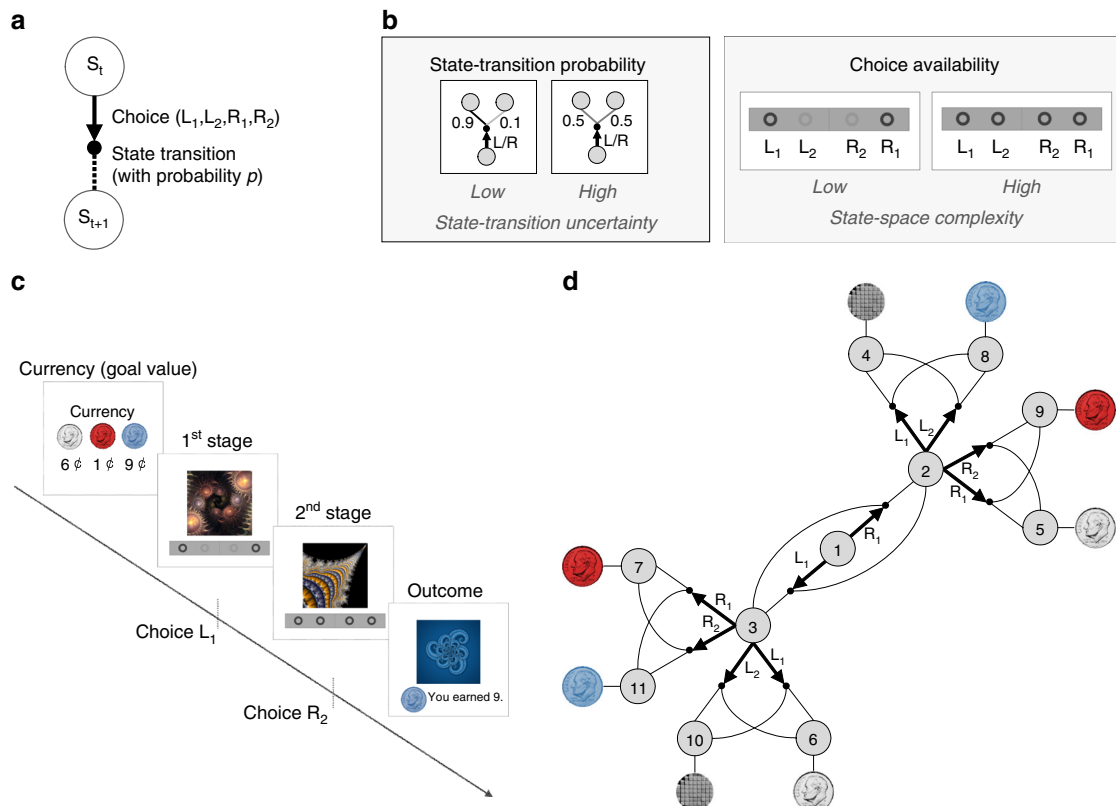 a
S_t
Choice (L_1,L_2,R_1,R_2)
State transition
(with probability p)
S_{t+1}
b
State-transition probability
0.9 0.1
L/R
0.5 0.5
L/R
Low High
State-transition uncertainty
Choice availability
L_1 L_2 R_2 R_1
L_1 L_2 R_2 R_1
Low High
State-space complexity
c
Currency (goal value)
Currency
6 ¢ 1 ¢ 9 ¢
1st stage
2nd stage
Outcome
You earned 9.
Choice L_1
Choice R_2
d
4 8
L_1 L_2
9
2 R_2
R_1
5
R_1
1
L_1
7
R_1
3
R_2
11
L_2 L_1
10 6